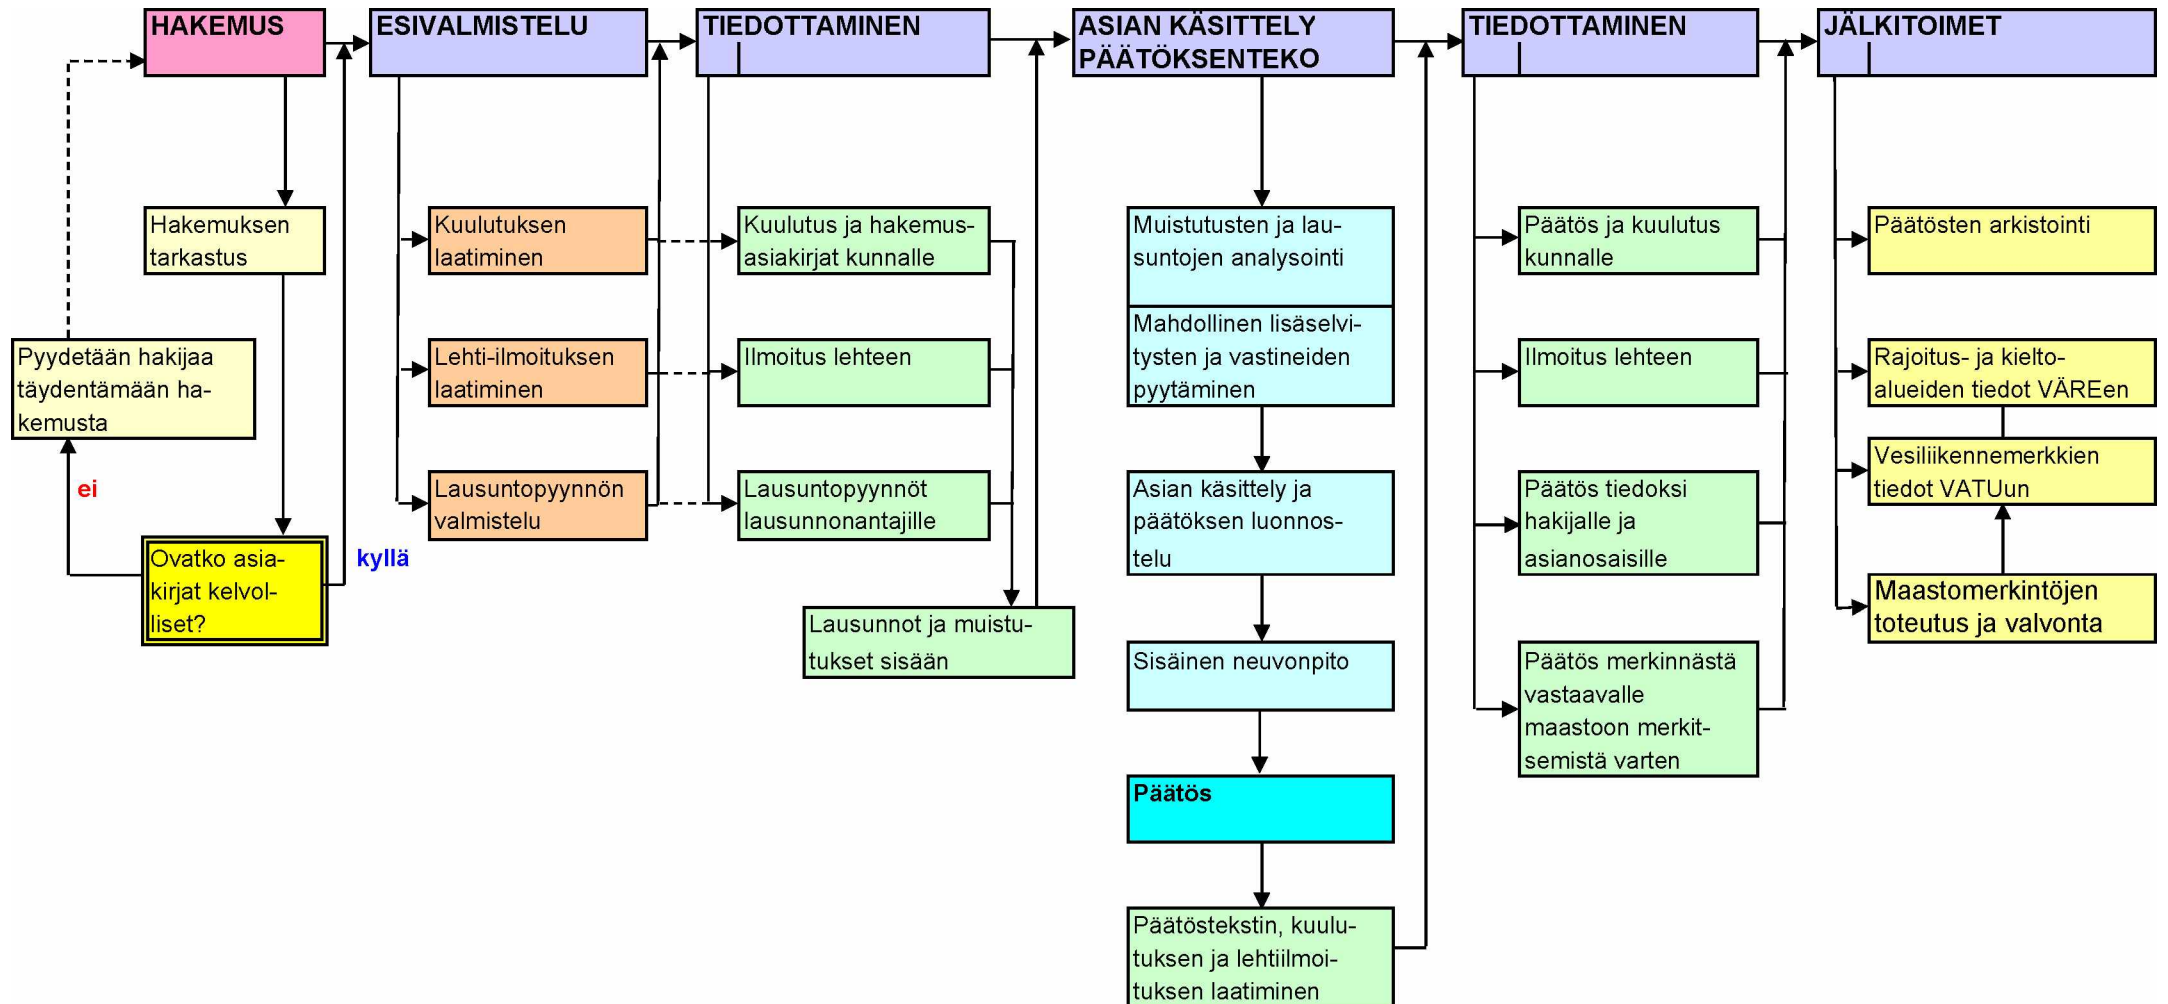 HAKEMUS
Hakemuksen
tarkastus
Pyydetään hakijaa
täydentämään ha-
kemusta
ei
Ovatko asia-
kirjat kelvol-
liset?
kyllä
ESIVALMISTELU
Kuulutuksen
laatiminen
Lehti-ilmoituksen
laatiminen
Lausuntopyynnön
valmistelu
TIEDOTTAMINEN
Kuulutus ja hakemus-
asiakirjat kunnalle
Ilmoitus lehteen
Lausuntopyynnöt
lausunnonantajille
Lausunnot ja muistu-
tukset sisään
ASIAN KÄSITTELY
PÄÄTÖKSENTEKO
Muistutusten ja lau-
suntojen analysointi
Mahdollinen lisäselvi-
tysten ja vastineiden
pyytäminen
Asian käsittely ja
päätöksen luonnos-
telu
Sisäinen neuvonpito
Päätös
Päätöstekstin, kuulu-
tuksen ja lehtiilmoi-
tuksen laatiminen
TIEDOTTAMINEN
Päätös ja kuulutus
kunnalle
Ilmoitus lehteen
Päätös tiedoksi
hakijalle ja
asianosaisille
Päätös merkinnästä
vastaavalle
maastoon merkit-
semistä varten
JÄLKITOIMET
Päätösten arkistointi
Rajoitus- ja kielto-
alueiden tiedot VÄREen
Vesiliikennemerkkien
tiedot VATUun
Maastomerkintöjen
toteutus ja valvonta